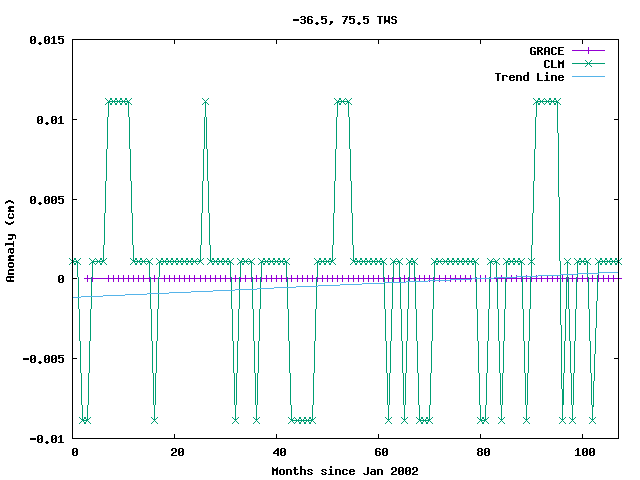 -36.5, 75.5 TWS
0.015
0.01
0.005
0
-0.005
-0.01
Anomaly (cm)
GRACE
CLM
Trend Line
0 20 40 60 80 100
Months since Jan 2002